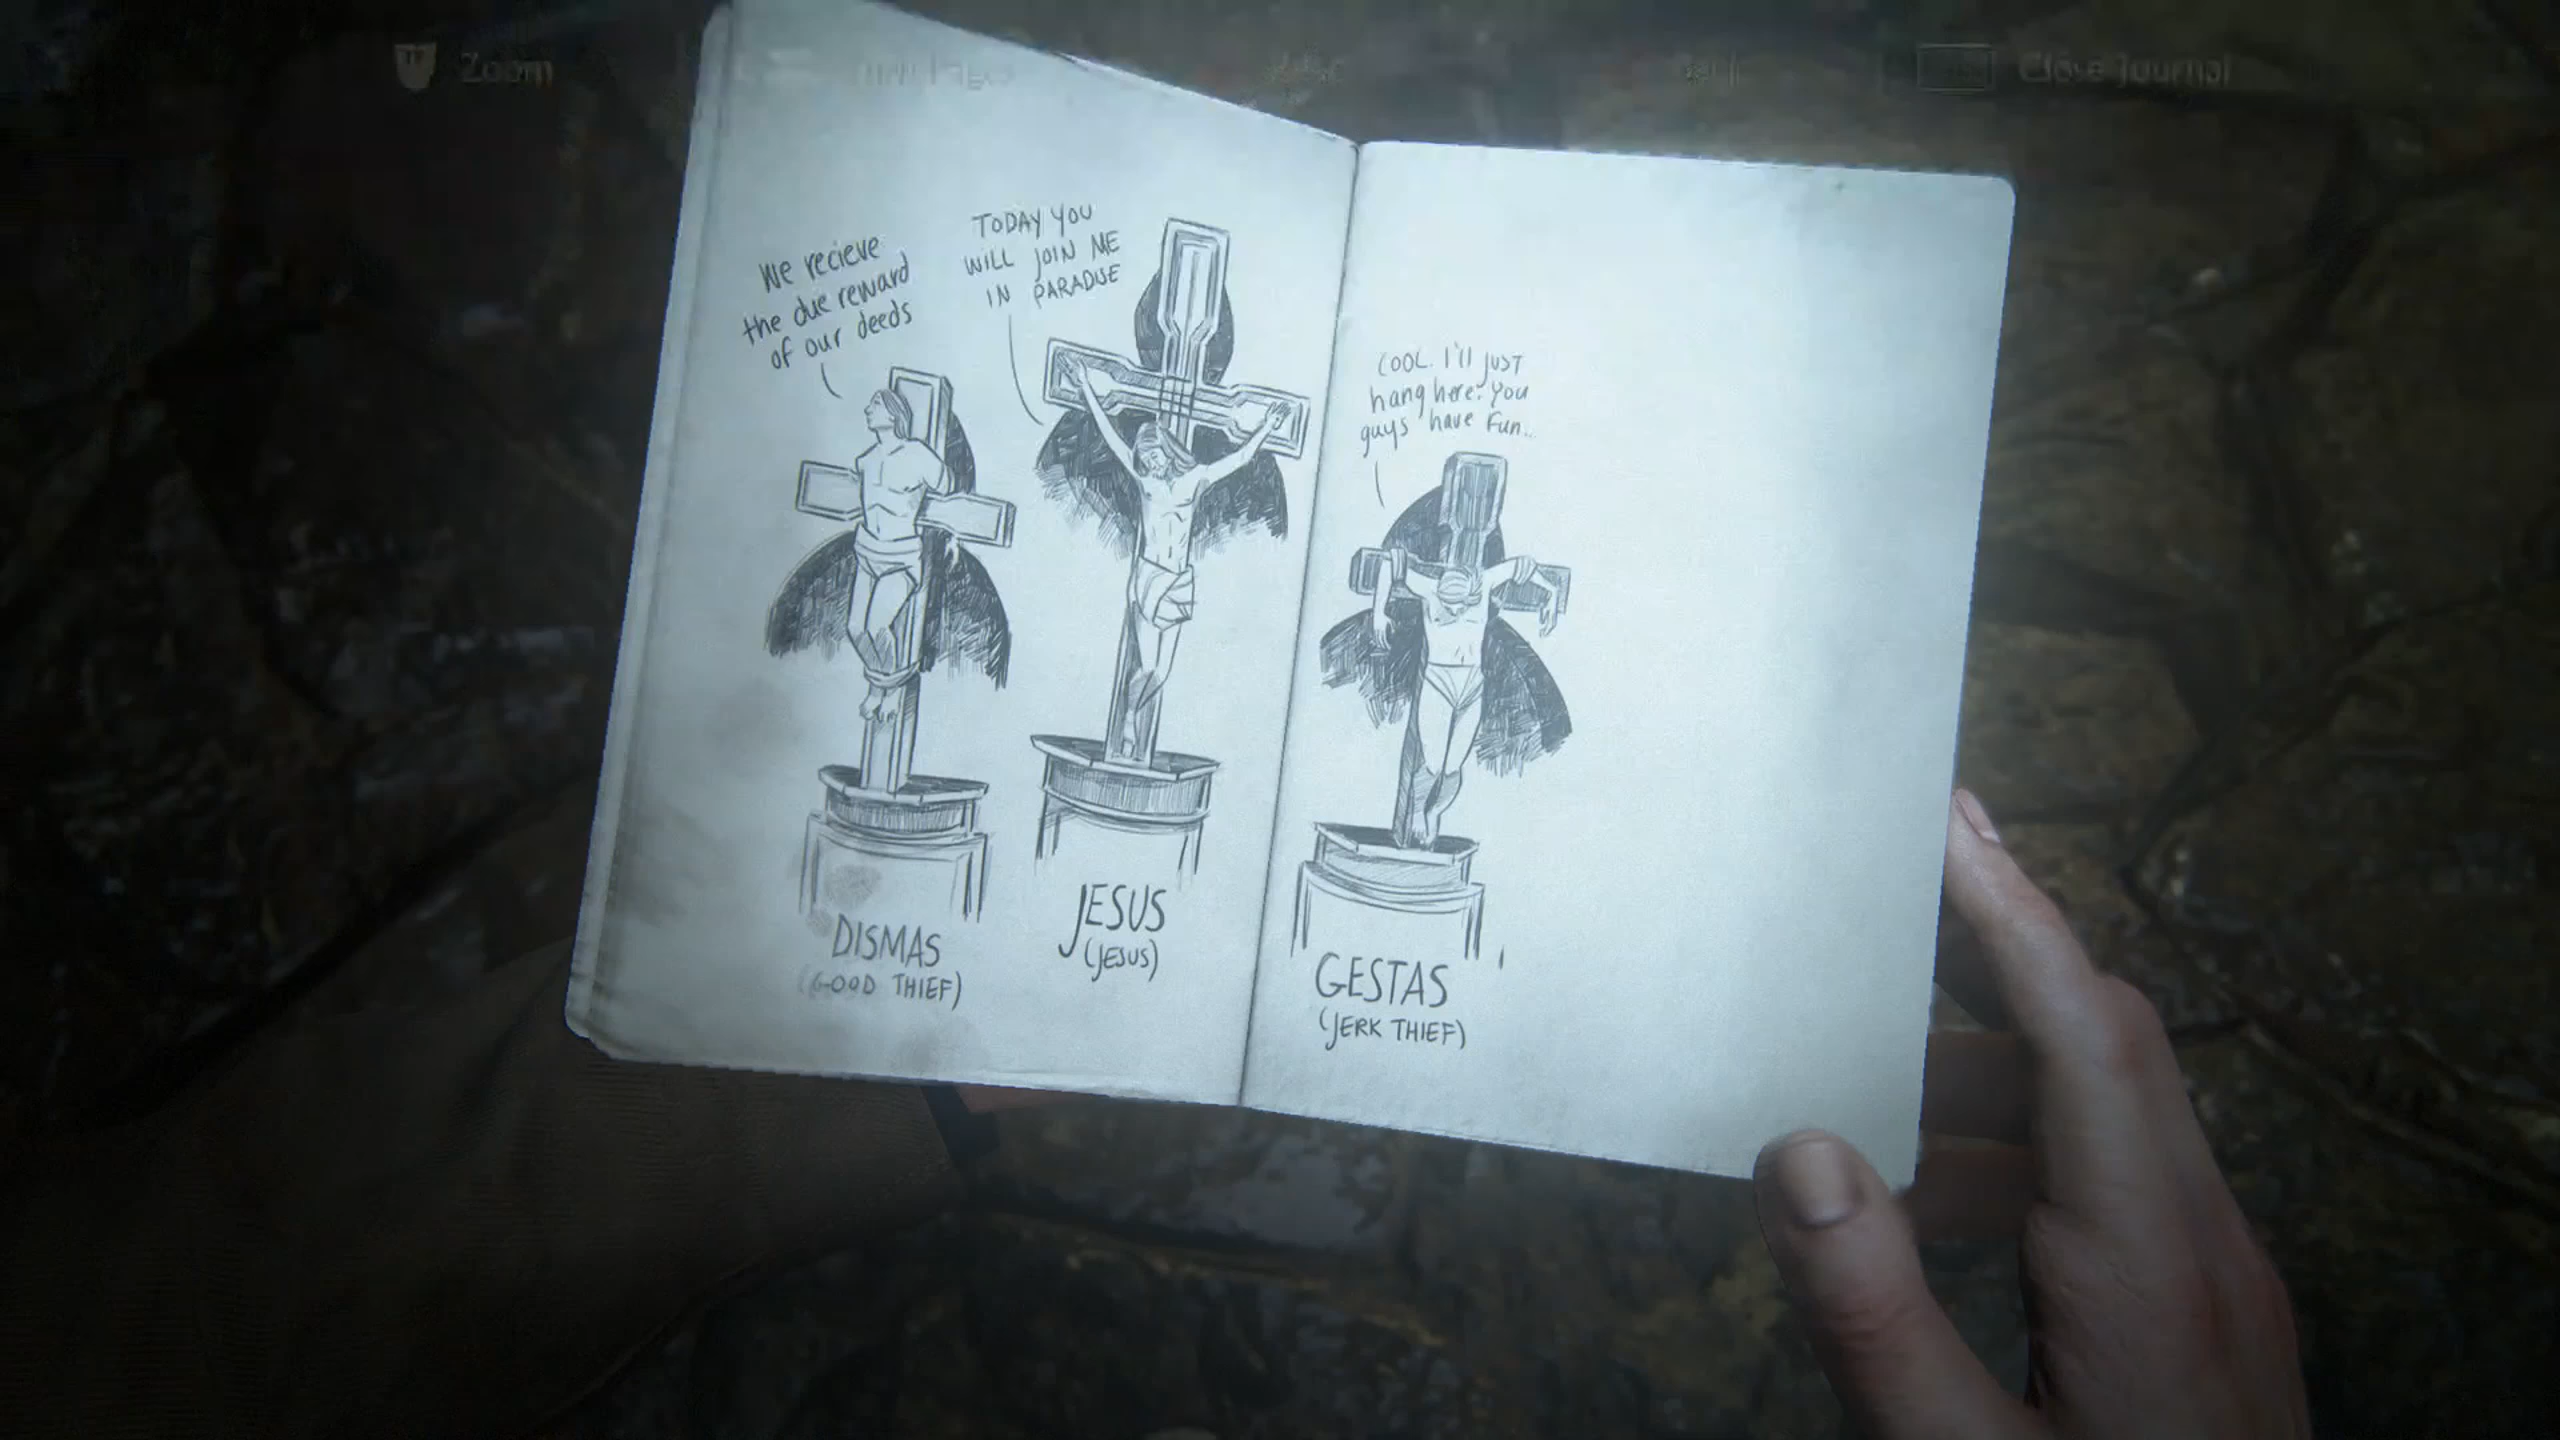 Zoom
Close Journal
We recieve
the due reward
of our deeds
TODAY YOU
WILL JOIN ME
IN PARADISE
COOL. I'll JUST
hang here. You
guys have fun...
DISMAS
(GOOD THIEF)
JESUS
(JESUS)
GESTAS
(JERK THIEF)